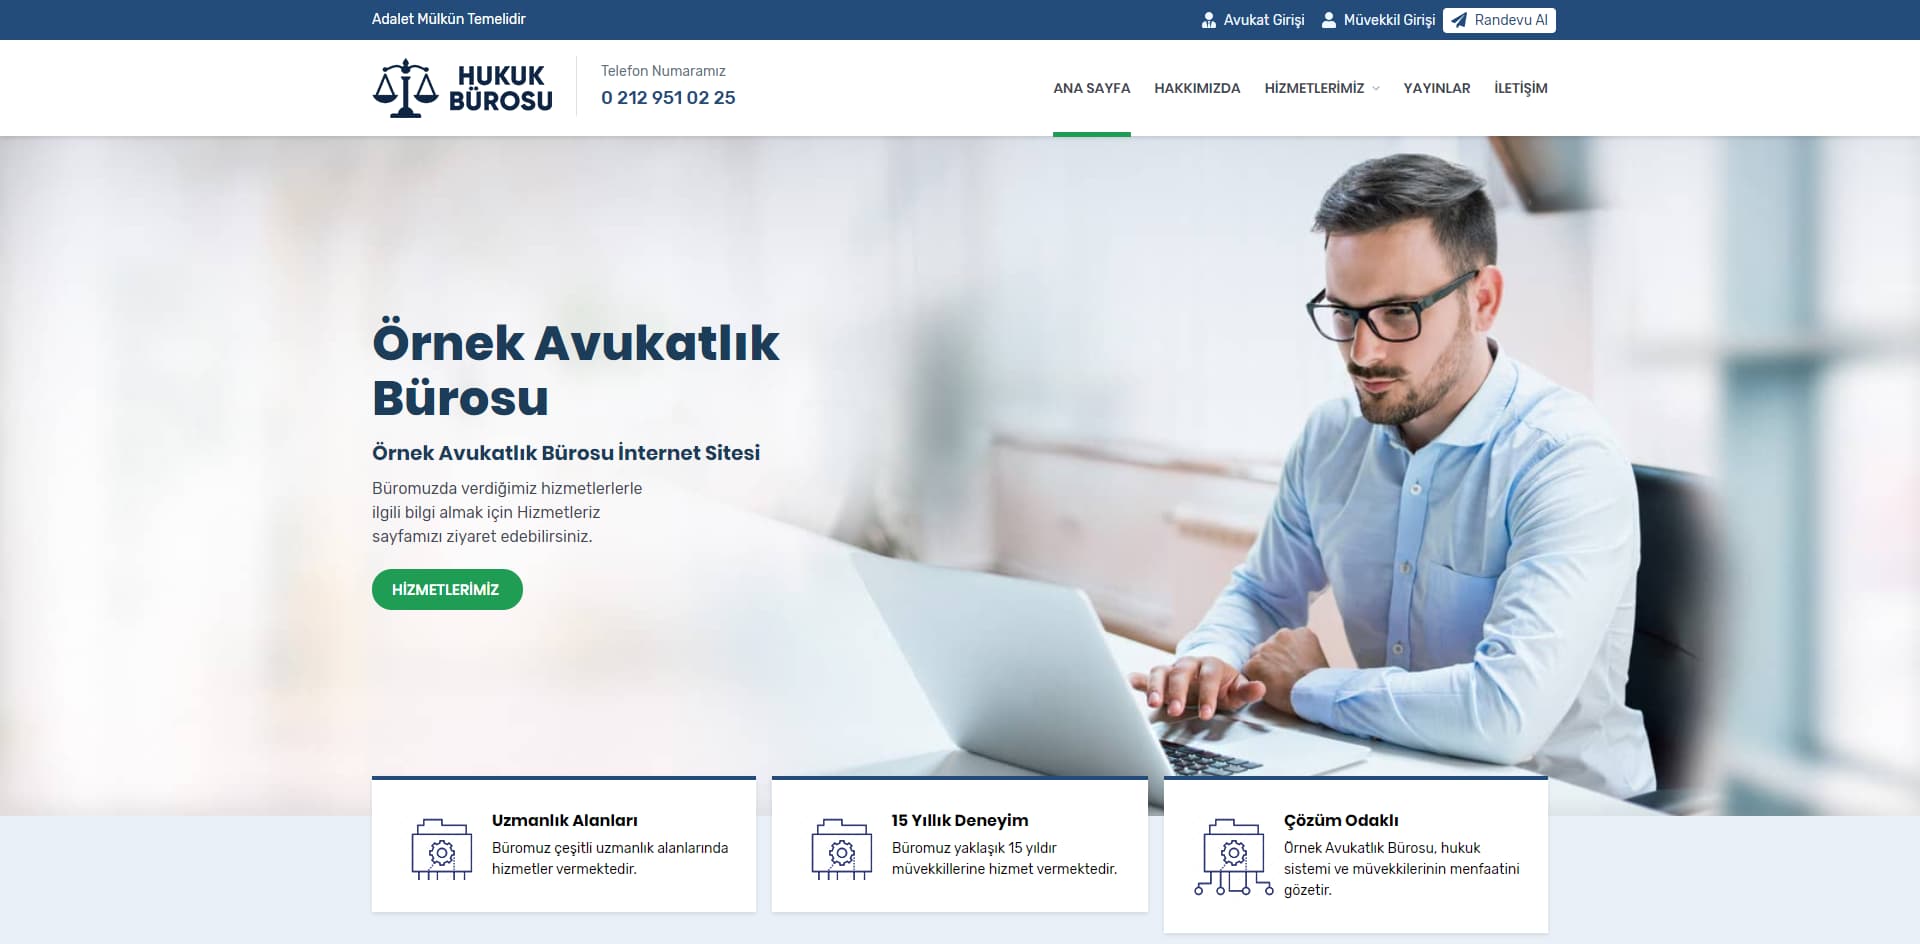 Adalet Mülkün Temelidir
Avukat Girişi
Müvekkil Girişi
Randevu Al
HUKUK
BÜROSU
Telefon Numaramız
0 212 951 02 25
ANA SAYFA
HAKKIMIZDA
HİZMETLERİMİZ
YAYINLAR
İLETİŞİM
Örnek Avukatlık
Bürosu
Örnek Avukatlık Bürosu İnternet Sitesi
Büromuzda verdiğimiz hizmetlerlerle
ilgili bilgi almak için Hizmetleriz
sayfamızı ziyaret edebilirsiniz.
HİZMETLERİMİZ
Uzmanlık Alanları
Büromuz çeşitli uzmanlık alanlarında
hizmetler vermektedir.
15 Yıllık Deneyim
Büromuz yaklaşık 15 yıldır
müvekkillerine hizmet vermektedir.
Çözüm Odaklı
Örnek Avukatlık Bürosu, hukuk
sistemi ve müvekkilerinin menfaatini
gözetir.